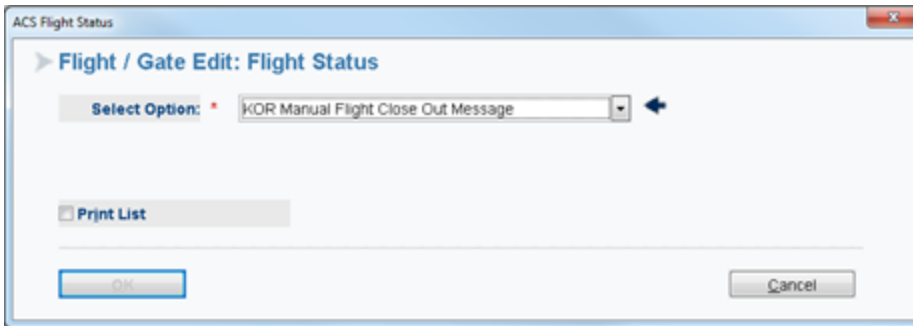 ACS Flight Status
Flight / Gate Edit: Flight Status
Select Option: * KOR Manual Flight Close Out Message
Print List
OK Cancel